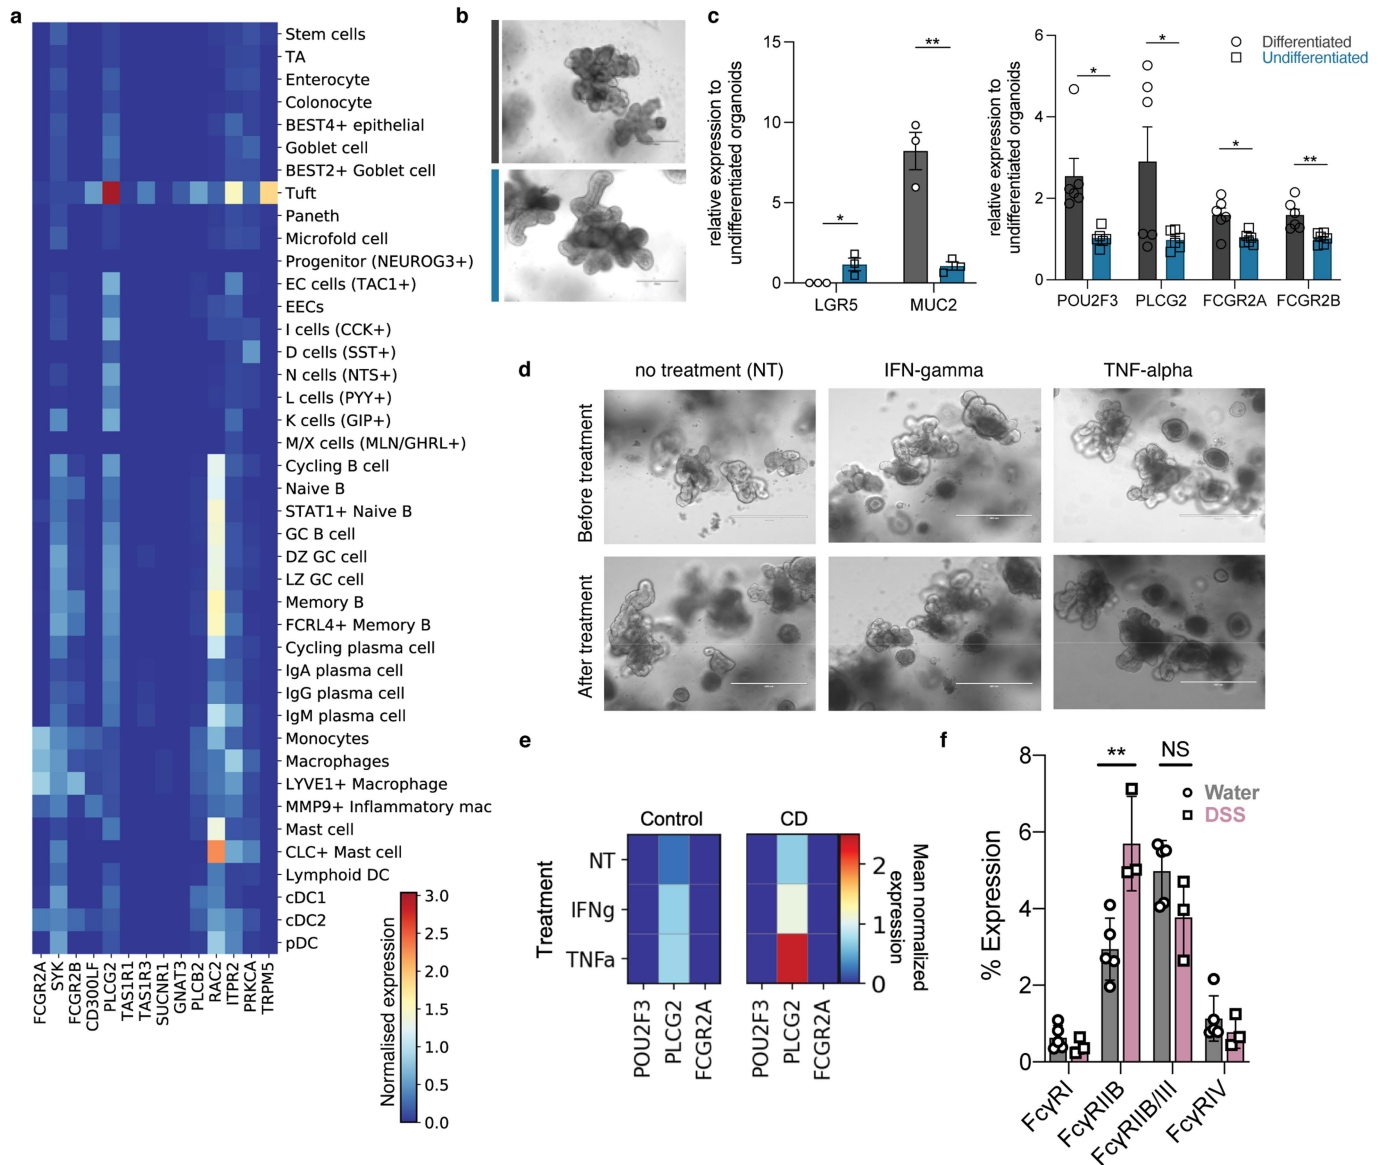 a
Stem cells
TA
Enterocyte
Colonocyte
BEST4+ epithelial
Goblet cell
BEST2+ Goblet cell
Tuft
Paneth
Microfold cell
Progenitor (NEUROG3+)
EC cells (TAC1+)
EECs
I cells (CCK+)
D cells (SST+)
N cells (NTS+)
L cells (PYY+)
K cells (GIP+)
M/X cells (MLN/GHRL+)
Cycling B cell
Naive B
STAT1+ Naive B
GC B cell
DZ GC cell
LZ GC cell
Memory B
FCRL4+ Memory B
Cycling plasma cell
IgA plasma cell
IgG plasma cell
IgM plasma cell
Monocytes
Macrophages
LYVE1+ Macrophage
MMP9+ Inflammatory mac
Mast cell
CLC+ Mast cell
Lymphoid DC
cDC1
cDC2
pDC
FCGR2A
SYK
FCGR2B
CD300LF
PLCG2
TAS1R1
TAS1R3
SUCNR1
GNAT3
PLCB2
RAC2
ITPR2
PRKCA
TRPM5
Normalised expression
3.0
2.5
2.0
1.5
1.0
0.5
0.0
b
c
relative expression to
undifferentiated organoids
15
10
5
0
*
**
LGR5
MUC2
relative expression to
undifferentiated organoids
6
4
2
0
*
*
*
**
POU2F3
PLCG2
FCGR2A
FCGR2B
Differentiated
Undifferentiated
d
no treatment (NT)
IFN-gamma
TNF-alpha
Before treatment
After treatment
e
Control
CD
Treatment
NT
IFNg
TNFa
POU2F3
PLCG2
FCGR2A
POU2F3
PLCG2
FCGR2A
2
1
0
Mean normalized
expression
f
% Expression
8
6
4
2
0
**
NS
Water
DSS
FcγRI
FcγRIIB
FcγRIIB/III
FcγRIV